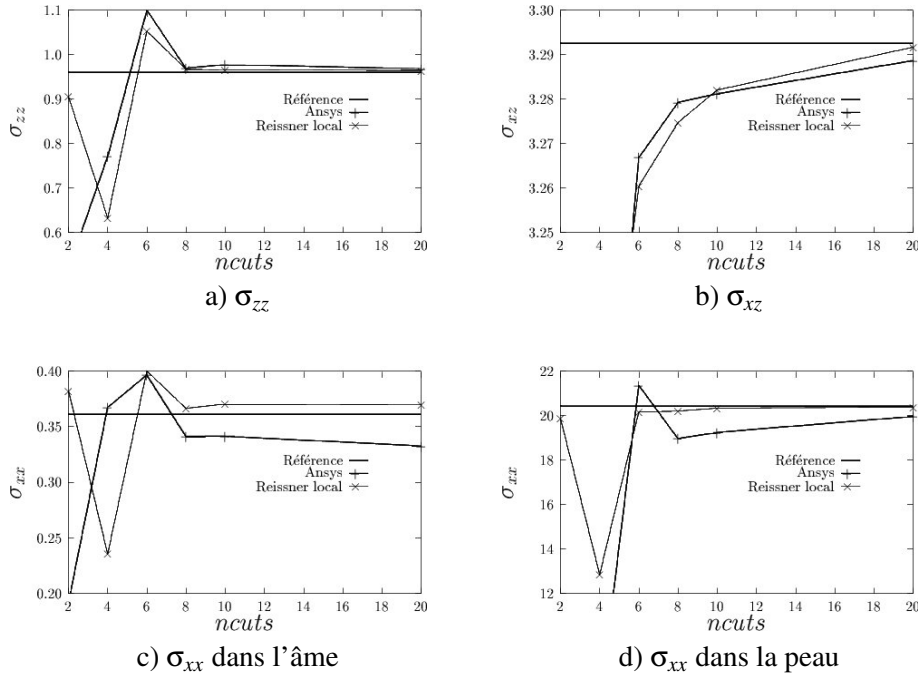 1.1
1.0
0.9
0.8
0.7
0.6
σzz
Référence
Ansys
Reissner local
2 4 6 8 10 12 14 16 18 20
ncuts
a) σzz
3.30
3.29
3.28
3.27
3.26
3.25
σxz
Référence
Ansys
Reissner local
2 4 6 8 10 12 14 16 18 20
ncuts
b) σxz
0.40
0.35
0.30
0.25
0.20
σxx
Référence
Ansys
Reissner local
2 4 6 8 10 12 14 16 18 20
ncuts
c) σxx dans l'âme
22
20
18
16
14
12
σxx
Référence
Ansys
Reissner local
2 4 6 8 10 12 14 16 18 20
ncuts
d) σxx dans la peau